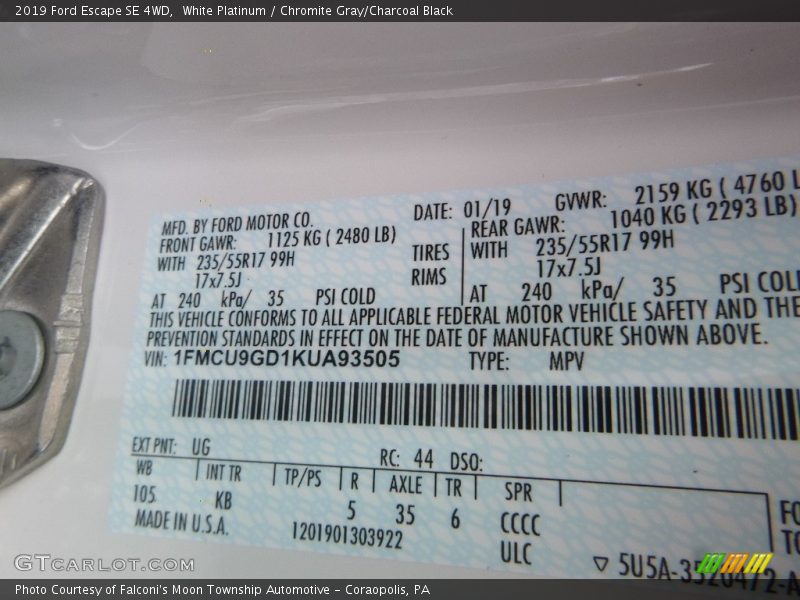 2019 Ford Escape SE 4WD, White Platinum / Chromite Gray/Charcoal Black
MFD. BY FORD MOTOR CO. DATE: 01/19 GVWR: 2159 KG ( 4760 L
FRONT GAWR: 1125 KG ( 2480 LB) REAR GAWR: 1040 KG ( 2293 LB)
WITH 235/55R17 99H TIRES WITH 235/55R17 99H
17x7.5J RIMS 17x7.5J
AT 240 kPa/ 35 PSI COLD AT 240 kPa/ 35 PSI COL
THIS VEHICLE CONFORMS TO ALL APPLICABLE FEDERAL MOTOR VEHICLE SAFETY AND THE
PREVENTION STANDARDS IN EFFECT ON THE DATE OF MANUFACTURE SHOWN ABOVE.
VIN: 1FMCU9GD1KUA93505 TYPE: MPV
EXT PNT: UG RC: 44 DSO:
WB INT TR TP/PS R AXLE TR SPR
105 KB 5 35 6 CCCC FO
MADE IN U.S.A. 1201901303922 ULC TO
▽ 5U5A-3520472-A
GTCARLOT.COM
Photo Courtesy of Falconi's Moon Township Automotive – Coraopolis, PA